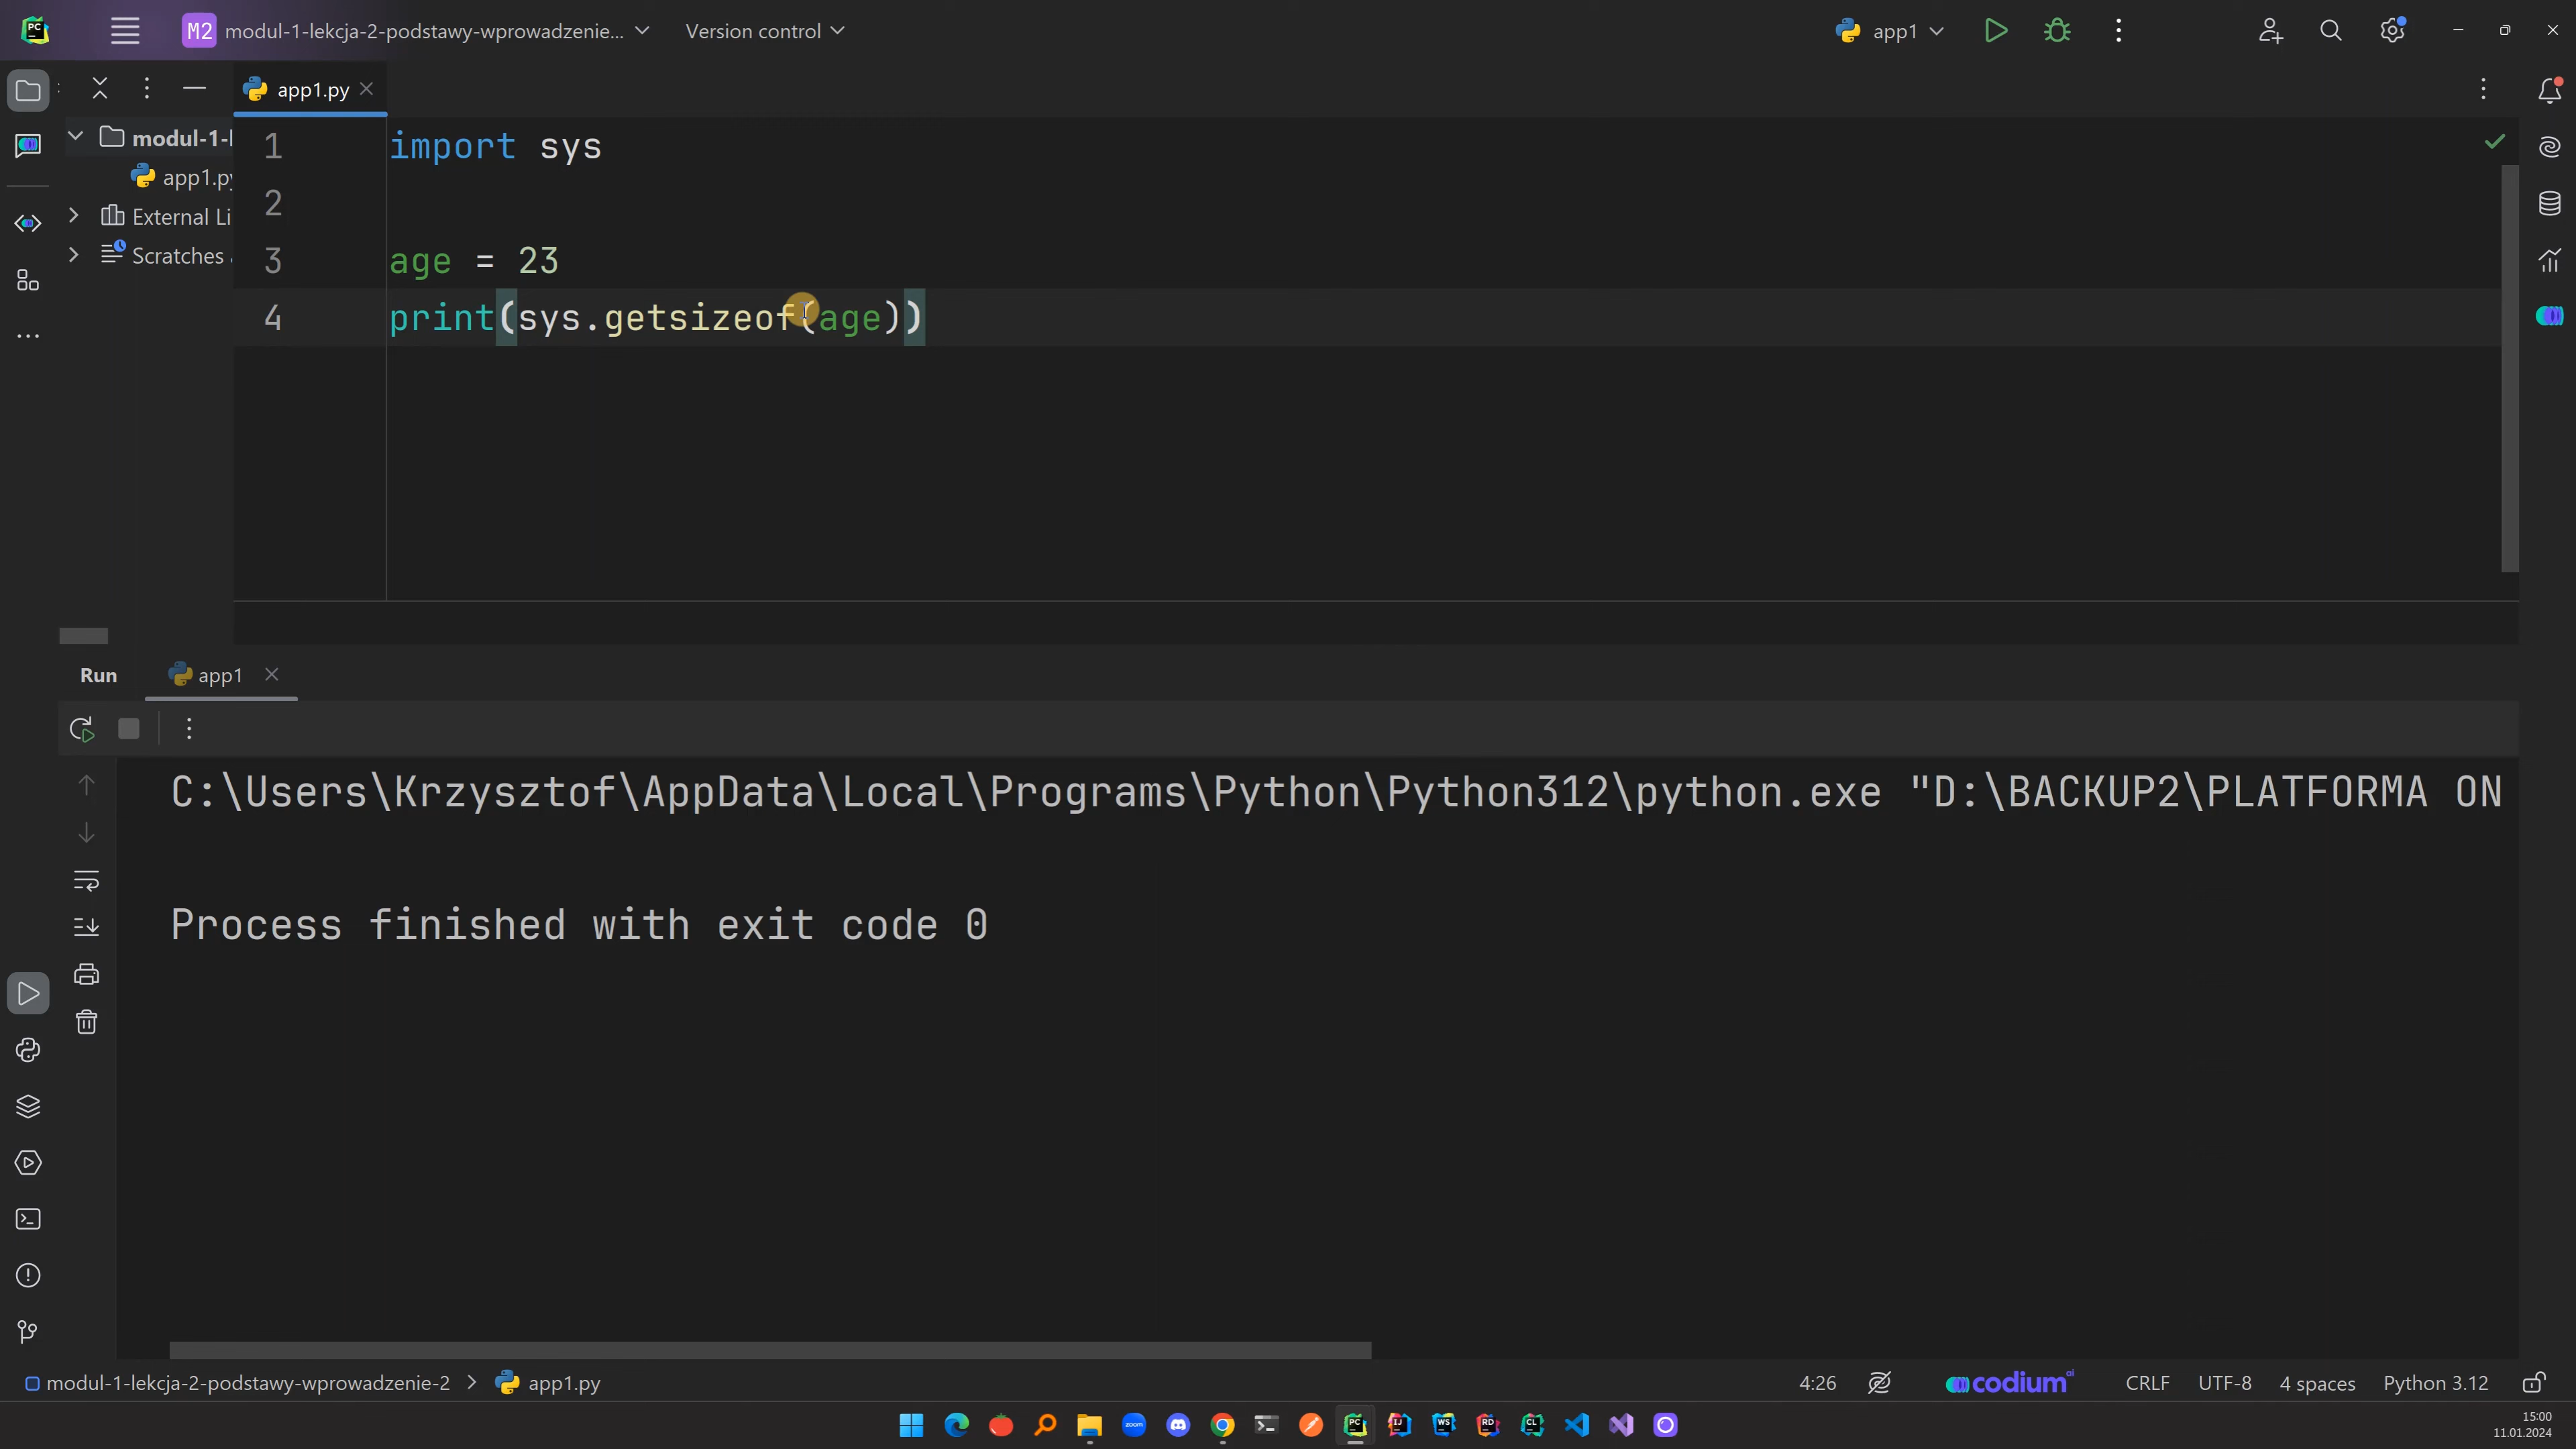 M2 modul-1-lekcja-2-podstawy-wprowadzenie... Version control app1
app1.py
modul-1-l
app1.py
External Li
Scratches
1 import sys
2
3 age = 23
4 print(sys.getsizeof(age))
Run app1
C:\Users\Krzysztof\AppData\Local\Programs\Python\Python312\python.exe "D:\BACKUP2\PLATFORMA ON
Process finished with exit code 0
modul-1-lekcja-2-podstawy-wprowadzenie-2 > app1.py 4:26 codium ai CRLF UTF-8 4 spaces Python 3.12
15:00
11.01.2024